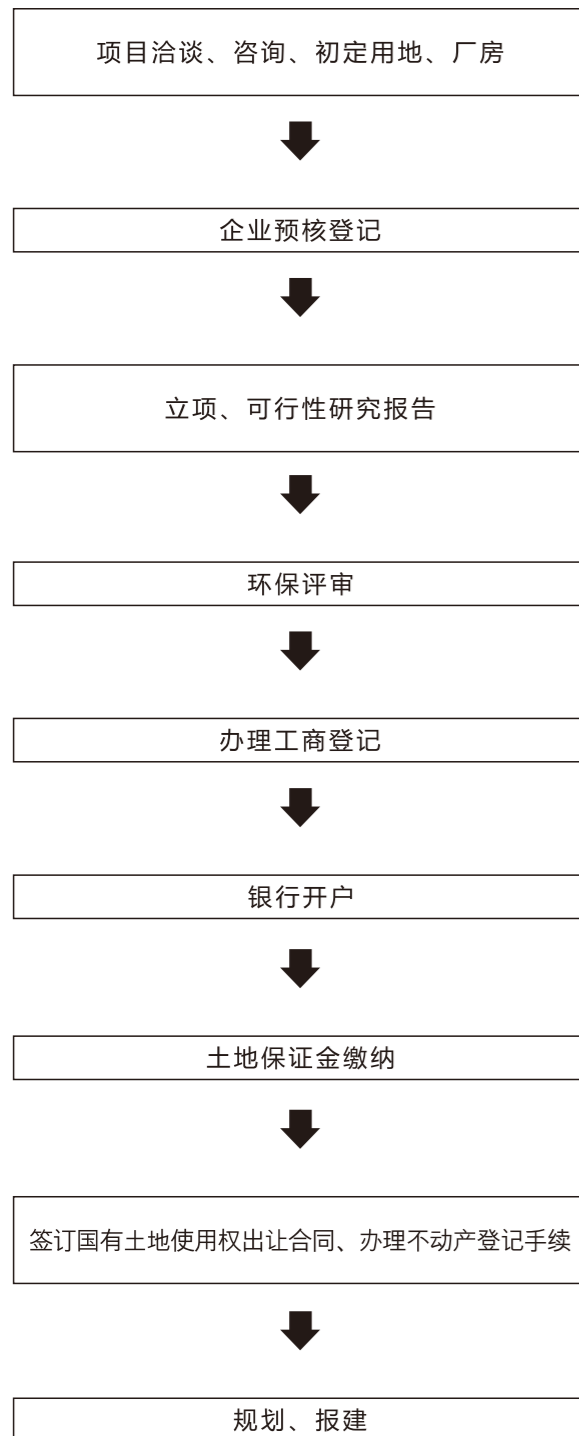 项目洽谈、咨询、初定用地、厂房
企业预核登记
立项、可行性研究报告
环保评审
办理工商登记
银行开户
土地保证金缴纳
签订国有土地使用权出让合同、办理不动产登记手续
规划、报建